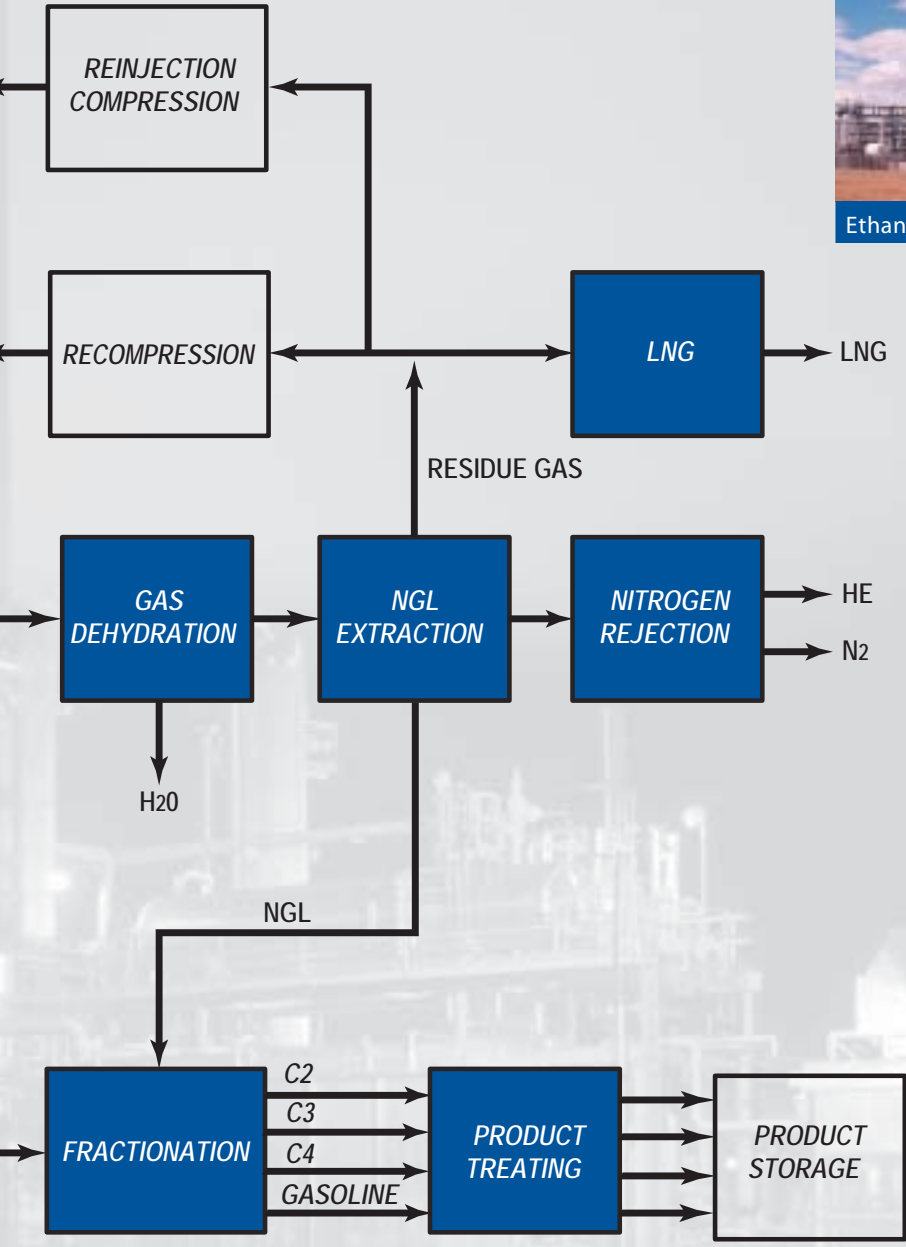 REINJECTION
COMPRESSION
Ethan
RECOMPRESSION
LNG
LNG
RESIDUE GAS
GAS
DEHYDRATION
NGL
EXTRACTION
NITROGEN
REJECTION
HE
N2
H20
NGL
FRACTIONATION
C2
C3
C4
GASOLINE
PRODUCT
TREATING
PRODUCT
STORAGE